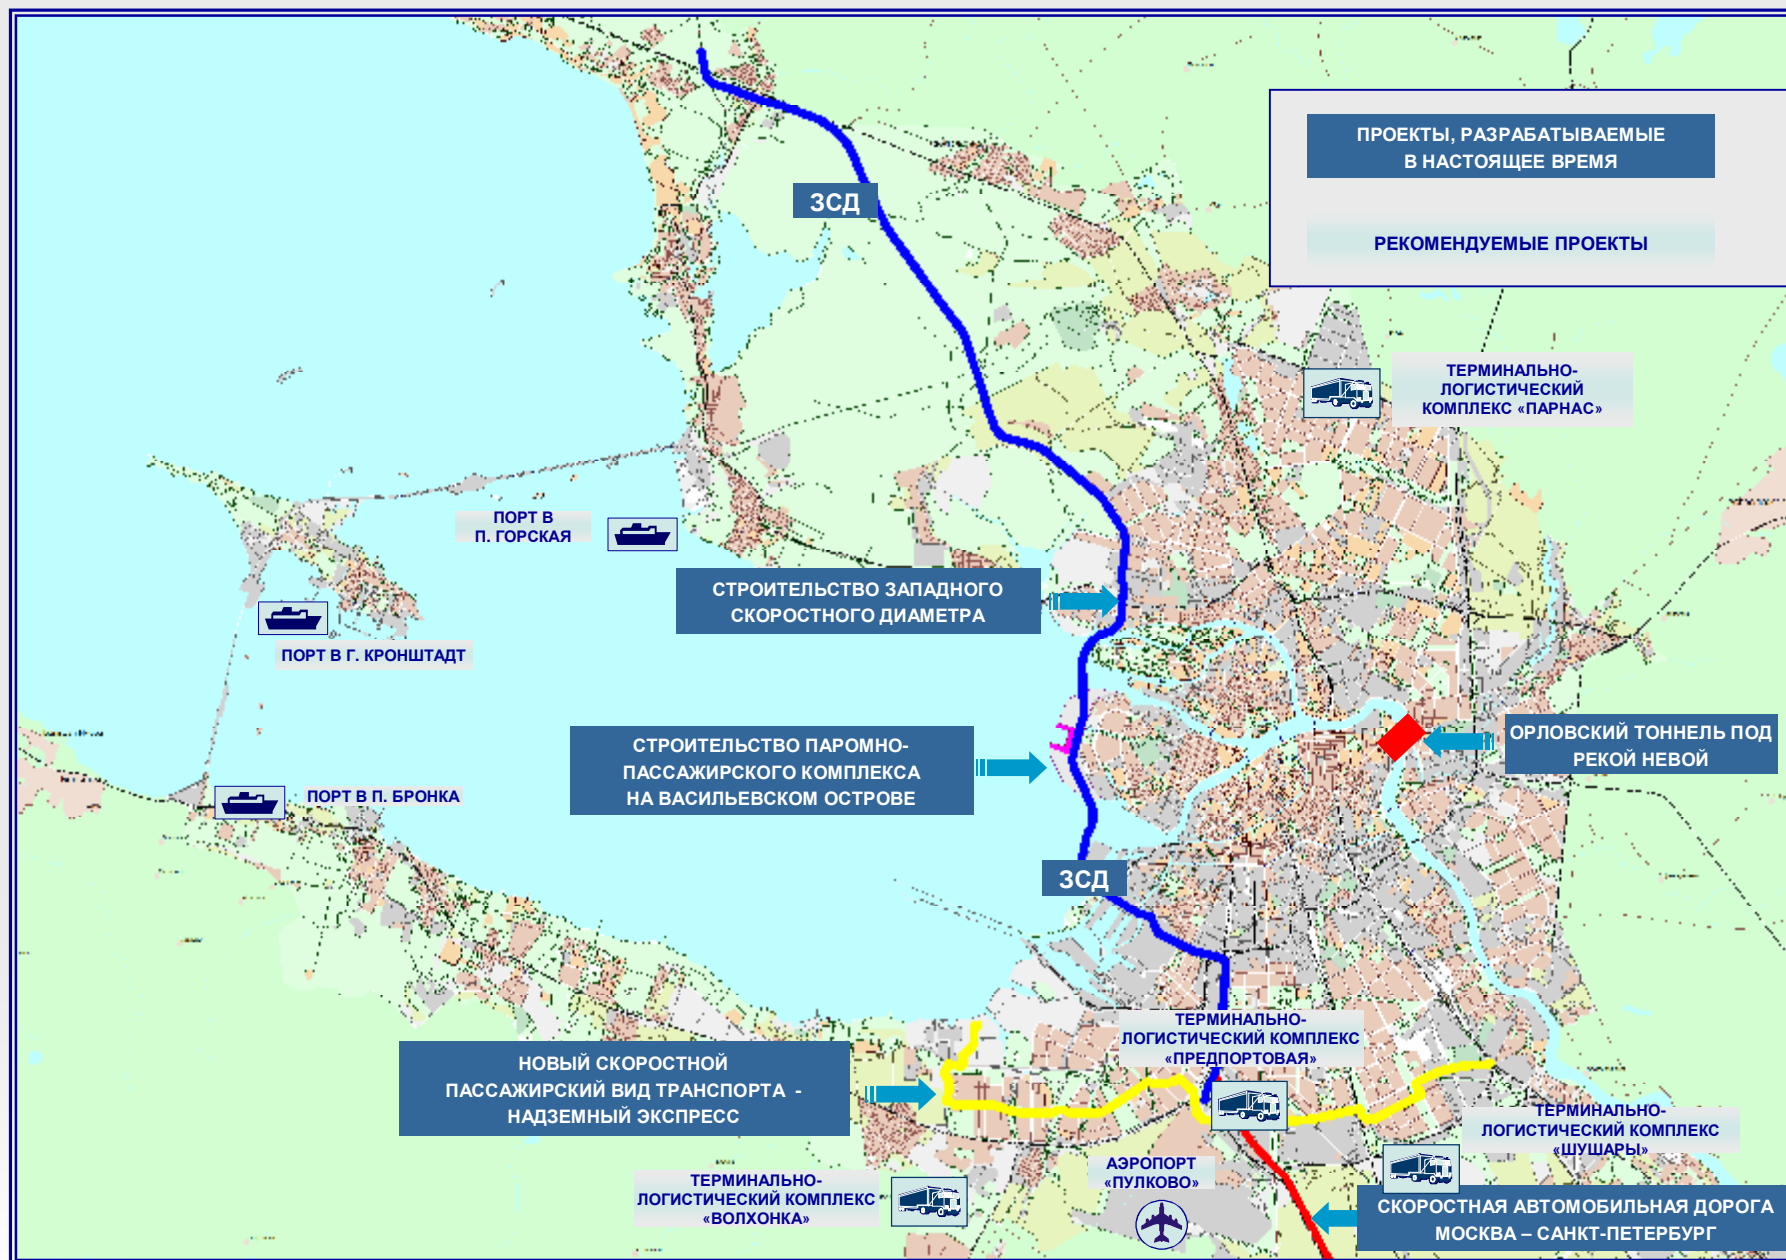 ПРОЕКТЫ, РАЗРАБАТЫВАЕМЫЕ
В НАСТОЯЩЕЕ ВРЕМЯ
РЕКОМЕНДУЕМЫЕ ПРОЕКТЫ
ЗСД
ТЕРМИНАЛЬНО-
ЛОГИСТИЧЕСКИЙ
КОМПЛЕКС «ПАРНАС»
ПОРТ В
П. ГОРСКАЯ
СТРОИТЕЛЬСТВО ЗАПАДНОГО
СКОРОСТНОГО ДИАМЕТРА
ПОРТ В Г. КРОНШТАДТ
СТРОИТЕЛЬСТВО ПАРОМНО-
ПАССАЖИРСКОГО КОМПЛЕКСА
НА ВАСИЛЬЕВСКОМ ОСТРОВЕ
ОРЛОВСКИЙ ТОННЕЛЬ ПОД
РЕКОЙ НЕВОЙ
ПОРТ В П. БРОНКА
ЗСД
ТЕРМИНАЛЬНО-
ЛОГИСТИЧЕСКИЙ КОМПЛЕКС
«ПРЕДПОРТОВАЯ»
НОВЫЙ СКОРОСТНОЙ
ПАССАЖИРСКИЙ ВИД ТРАНСПОРТА -
НАДЗЕМНЫЙ ЭКСПРЕСС
ТЕРМИНАЛЬНО-
ЛОГИСТИЧЕСКИЙ КОМПЛЕКС
«ШУШАРЫ»
АЭРОПОРТ
«ПУЛКОВО»
ТЕРМИНАЛЬНО-
ЛОГИСТИЧЕСКИЙ КОМПЛЕКС
«ВОЛХОНКА»
СКОРОСТНАЯ АВТОМОБИЛЬНАЯ ДОРОГА
МОСКВА – САНКТ-ПЕТЕРБУРГ